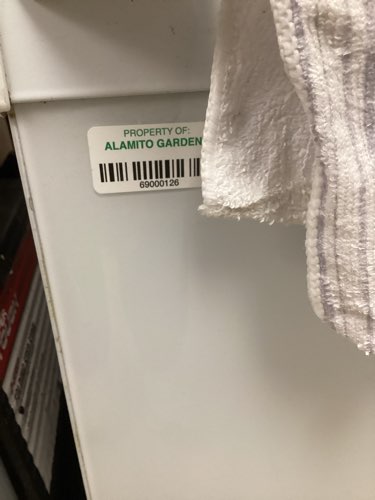 PROPERTY OF:
ALAMITO GARDEN
69000126